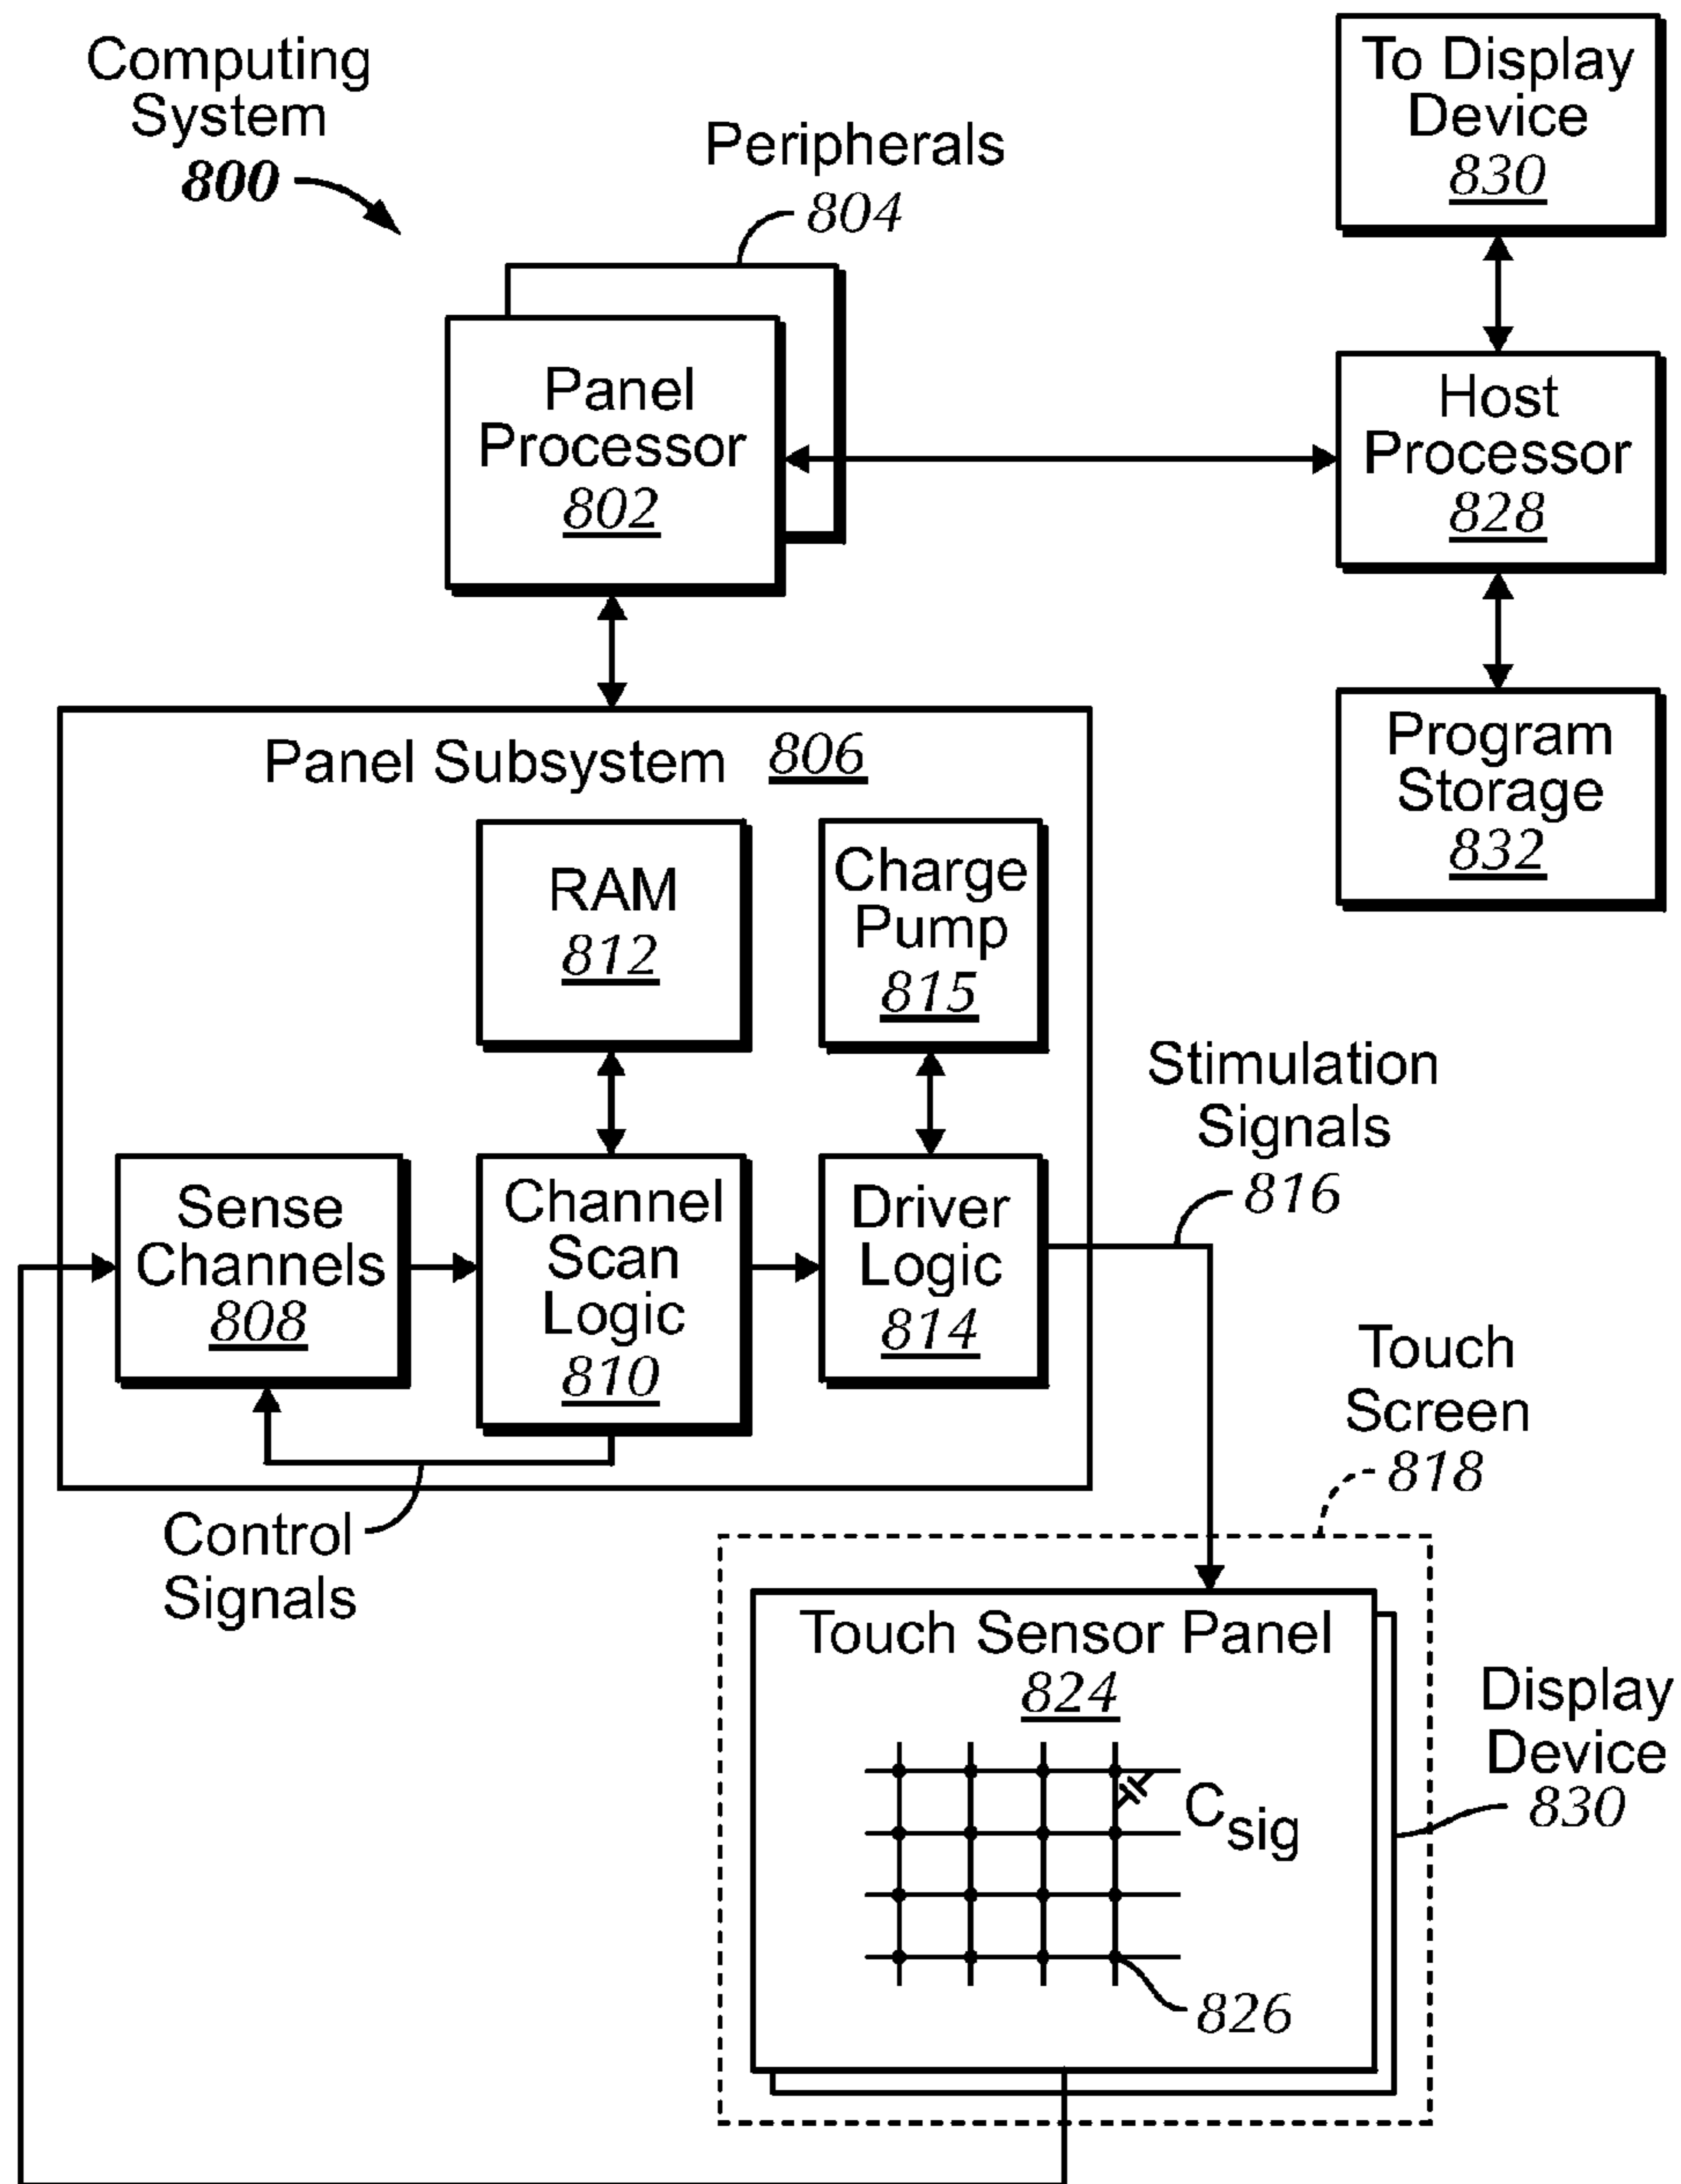 Computing
System
800
Peripherals
804
To Display
Device
830
Panel
Processor
802
Host
Processor
828
Program
Storage
832
Panel Subsystem 806
RAM
812
Charge
Pump
815
Sense
Channels
808
Channel
Scan
Logic
810
Driver
Logic
814
Stimulation
Signals
816
Control
Signals
Touch
Screen
818
Touch Sensor Panel
824
Csig
826
Display
Device
830